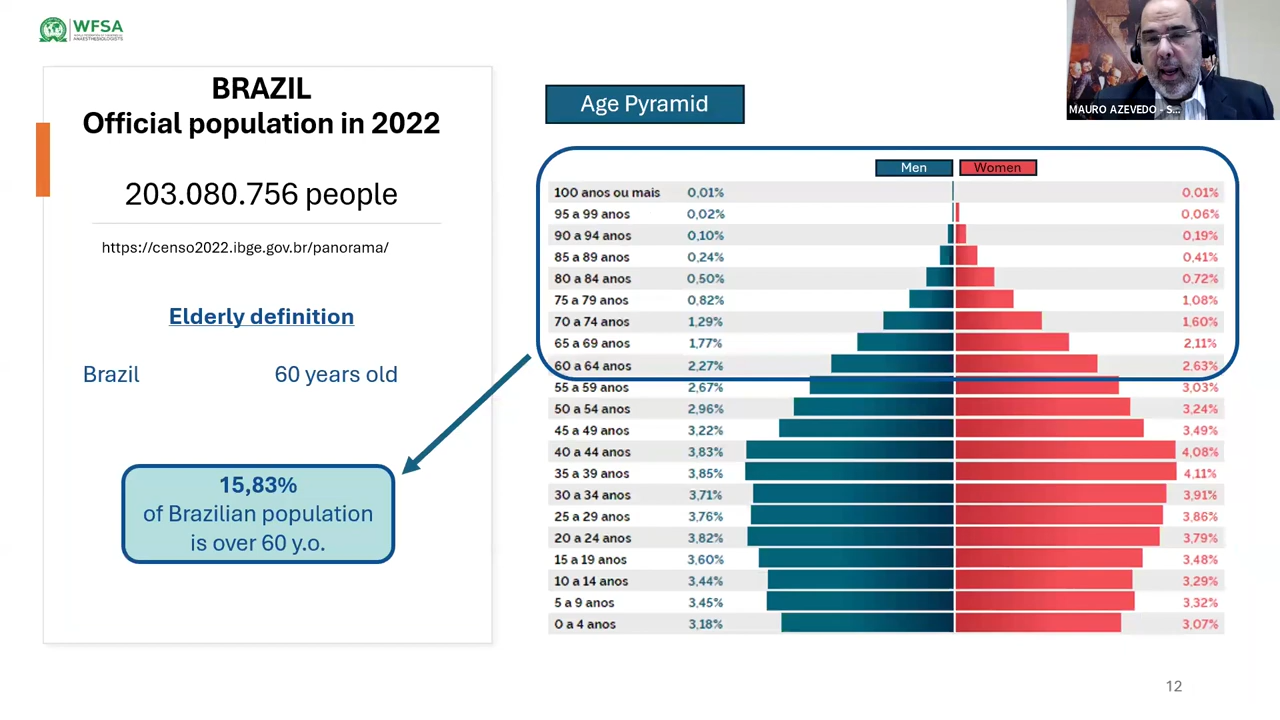 WFSA
WORLD FEDERATION OF SOCIETIES OF
ANAESTHESIOLOGISTS
BRAZIL
Official population in 2022
203.080.756 people
https://censo2022.ibge.gov.br/panorama/
Elderly definition
Brazil 60 years old
15,83%
of Brazilian population
is over 60 y.o.
Age Pyramid
MAURO AZEVEDO - S...
Men Women
100 anos ou mais 0,01% 0,01%
95 a 99 anos 0,02% 0,06%
90 a 94 anos 0,10% 0,19%
85 a 89 anos 0,24% 0,41%
80 a 84 anos 0,50% 0,72%
75 a 79 anos 0,82% 1,08%
70 a 74 anos 1,29% 1,60%
65 a 69 anos 1,77% 2,11%
60 a 64 anos 2,27% 2,63%
55 a 59 anos 2,67% 3,03%
50 a 54 anos 2,96% 3,24%
45 a 49 anos 3,22% 3,49%
40 a 44 anos 3,83% 4,08%
35 a 39 anos 3,85% 4,11%
30 a 34 anos 3,71% 3,91%
25 a 29 anos 3,76% 3,86%
20 a 24 anos 3,82% 3,79%
15 a 19 anos 3,60% 3,48%
10 a 14 anos 3,44% 3,29%
5 a 9 anos 3,45% 3,32%
0 a 4 anos 3,18% 3,07%
12